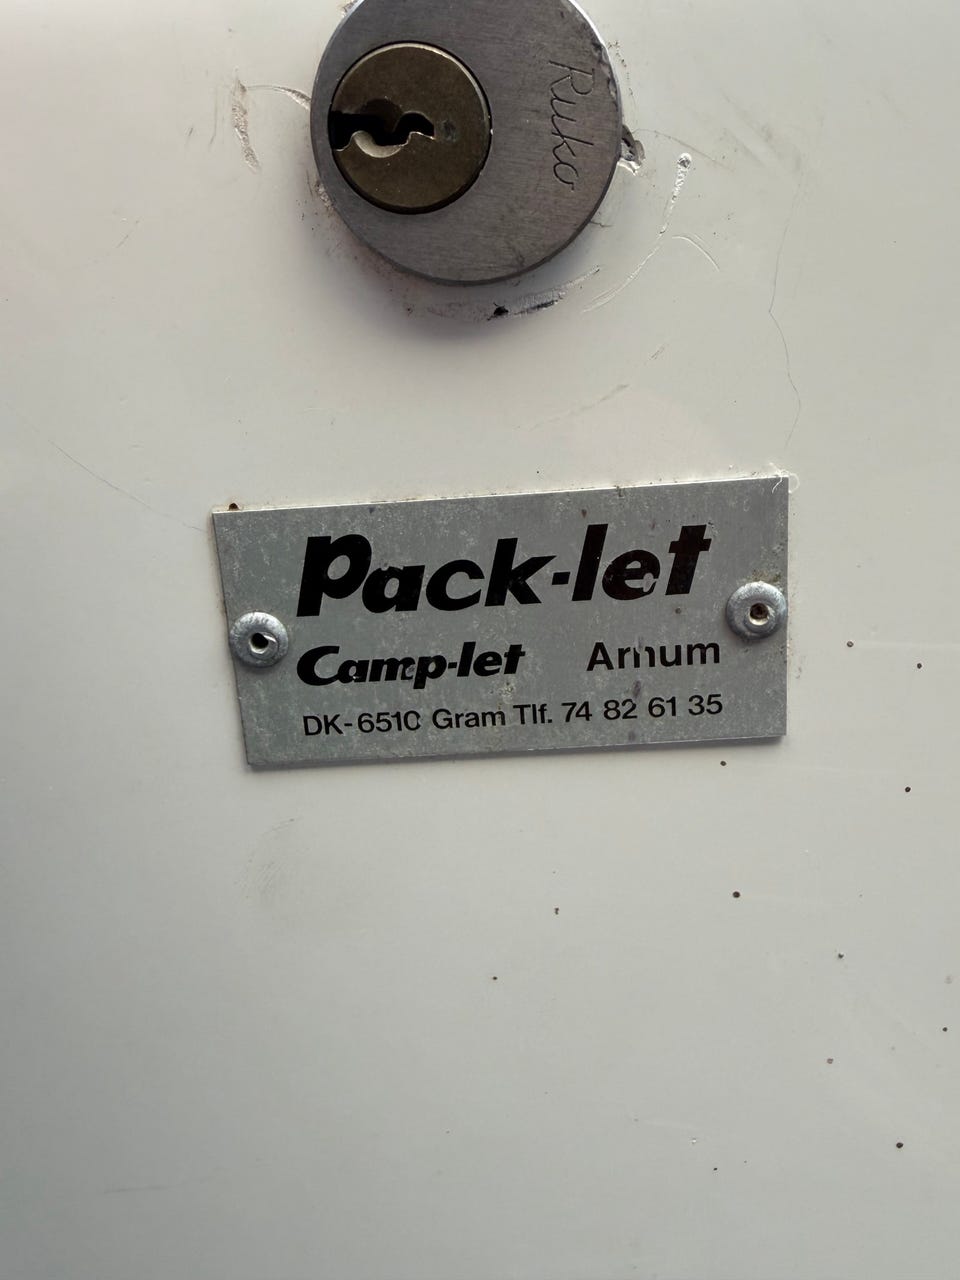 Ruko
Pack-let
Camp-let Arnum
DK-6510 Gram Tlf. 74 82 61 35